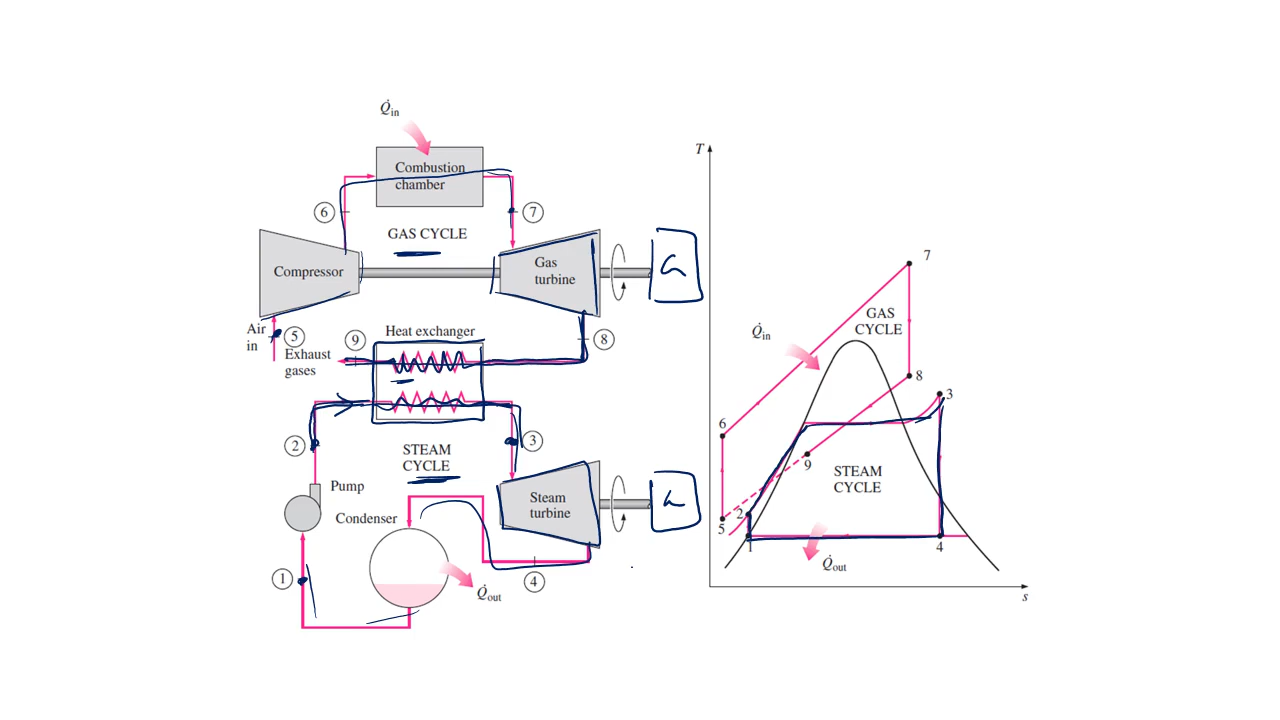 Q̇in
Combustion
chamber
6
7
GAS CYCLE
Compressor
Gas
turbine
G
Air
in
5
9
Heat exchanger
8
Exhaust
gases
2
STEAM
CYCLE
3
Pump
Condenser
Steam
turbine
1
4
Q̇out
T
7
GAS
CYCLE
Q̇in
8
3
6
9
STEAM
CYCLE
2
5
1
4
Q̇out
s